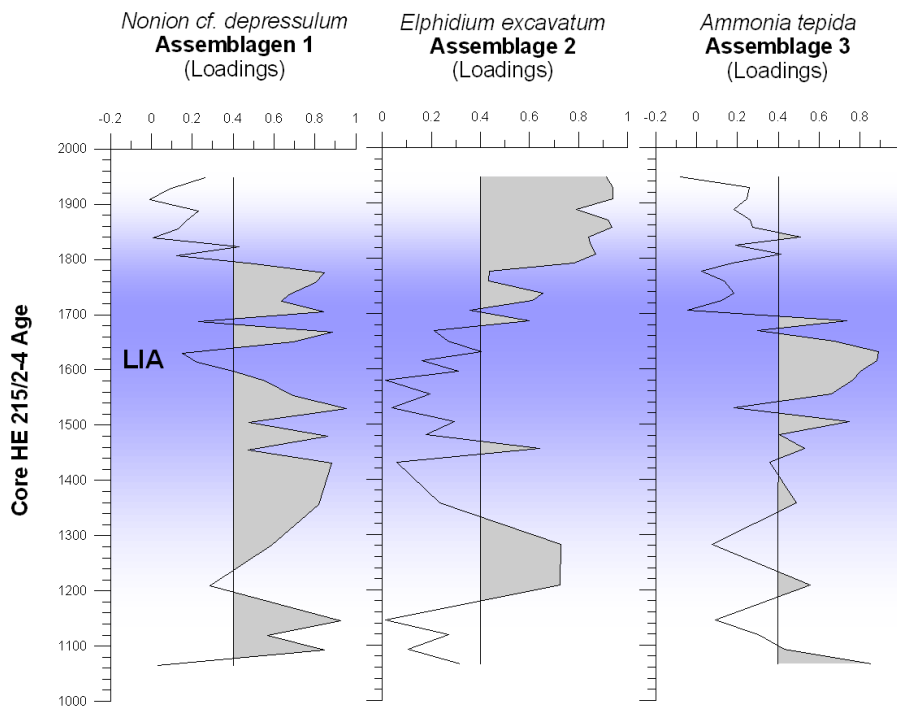 Nonion cf. depressulum
Assemblagen 1
(Loadings)
Elphidium excavatum
Assemblage 2
(Loadings)
Ammonia tepida
Assemblage 3
(Loadings)
-0.2 0 0.2 0.4 0.6 0.8 1
0 0.2 0.4 0.6 0.8 1
-0.2 0 0.2 0.4 0.6 0.8
2000
1900
1800
1700
1600
1500
1400
1300
1200
1100
1000
LIA
Core HE 215/2-4 Age